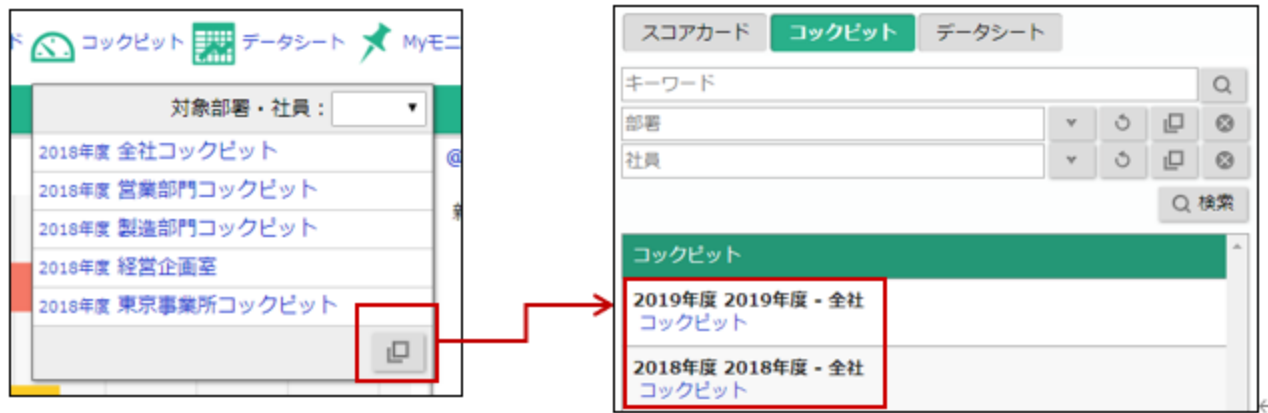 ド コックピット データシート Myモニ
対象部署・社員：
2018年度 全社コックピット
2018年度 営業部門コックピット
2018年度 製造部門コックピット
2018年度 経営企画室
2018年度 東京事業所コックピット
@
スコアカード コックピット データシート
キーワード
部署
社員
検索
コックピット
2019年度 2019年度 - 全社
コックピット
2018年度 2018年度 - 全社
コックピット